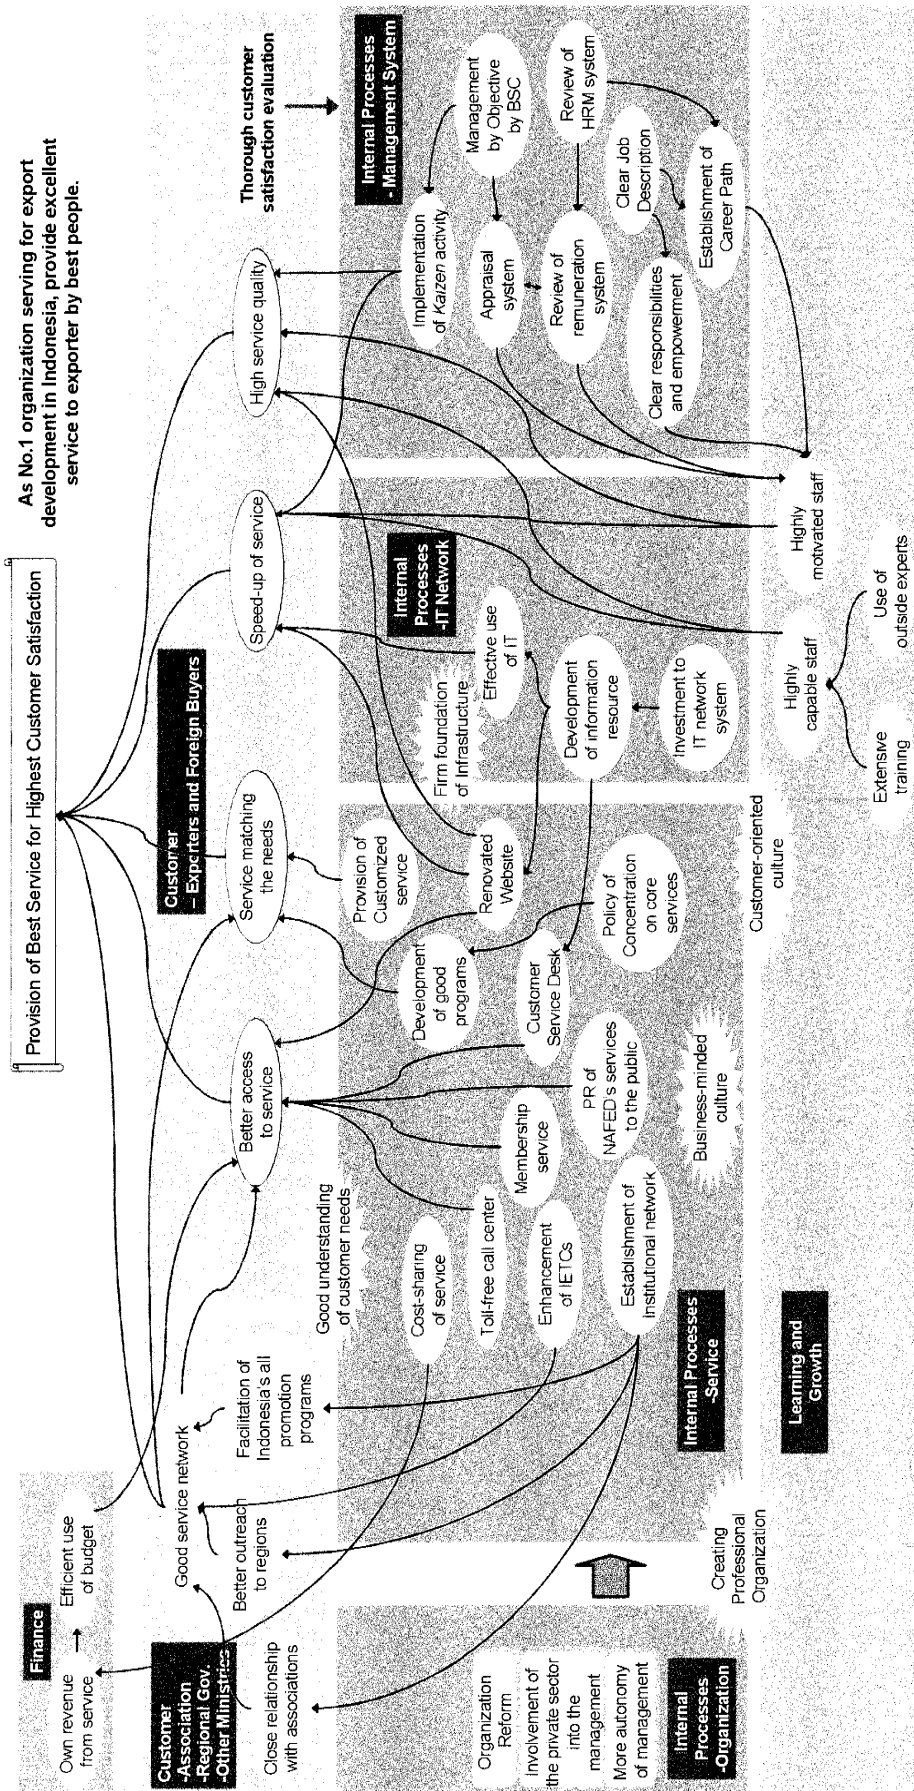 As No.1 organization serving for export
development in Indonesia, provide excellent
service to exporter by best people.
Provision of Best Service for Highest Customer Satisfaction
Finance
Own revenue
from service
Efficient use
of budget
Customer
-Association
-Regional Gov.
-Other Ministries
Close relationship
with associations
Good service network
Better outreach
to regions
Facilitation of
Indonesia's all
promotion
programs
Customer
– Exporters and Foreign Buyers
Better access
to service
Service matching
the needs
Speed-up of service
High service quality
Thorough customer
satisfaction evaluation
Good understanding
of customer needs
Internal
Processes
-Organization
Organization
Reform
Involvement of
the private sector
into the
management
More autonomy
of management
Creating
Professional
Organization
Internal Processes
-Service
Cost-sharing
of service
Toll-free call center
Enhancement
of IETCs
Establishment of
Institutional network
Membership
service
PR of
NAFED's services
to the public
Customer
Service Desk
Development
of good
programs
Provision of
Customized
service
Renovated
Website
Policy of
Concentration
on core
services
Business-minded
culture
Customer-oriented
culture
Internal
Processes
-IT Network
Firm foundation
of Infrastructure
Effective use
of IT
Development
of information
resource
Investment to
IT network
system
Internal Processes
- Management System
Implementation
of Kaizen activity
Management
by Objective
by BSC
Appraisal
system
Review of
remuneration
system
Review of
HRM system
Clear Job
Description
Clear responsibilities
and empowerment
Establishment of
Career Path
Learning and
Growth
Highly
capable staff
Highly
motivated staff
Extensive
training
Use of
outside experts